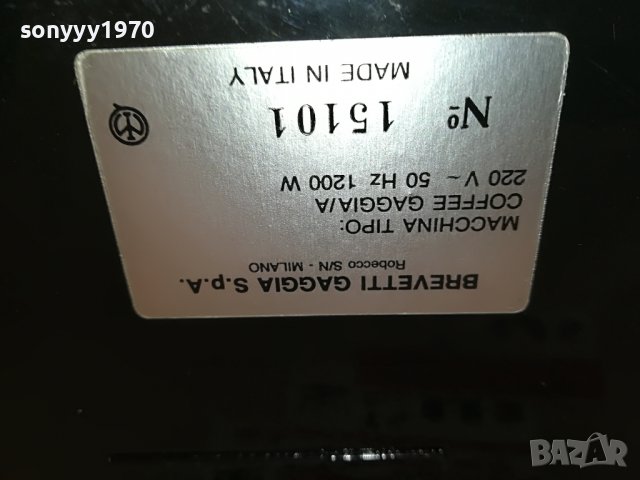 sonyyy1970
BREVETTI GAGGIA S.p.A.
Robecco S/N - MILANO
MACCHINA TIPO:
COFFEE GAGGIA/A
220 V ~ 50 Hz 1200 W
Nº 15101
MADE IN ITALY
BAZAR